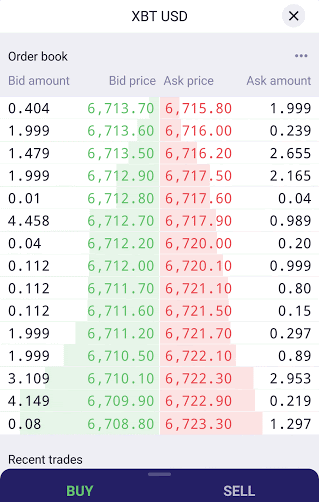 XBT USD
Order book
Bid amount Bid price Ask price Ask amount
0.404 6,713.70 6,715.80 1.999
1.999 6,713.60 6,716.00 0.239
1.479 6,713.50 6,716.20 2.655
1.999 6,712.90 6,717.50 2.165
0.01 6,712.80 6,717.60 0.04
4.458 6,712.70 6,717.90 0.989
0.04 6,712.20 6,720.00 0.20
0.112 6,712.00 6,720.10 0.999
0.112 6,711.70 6,721.10 0.80
0.112 6,711.60 6,721.50 0.15
1.999 6,711.20 6,721.70 0.297
1.999 6,710.50 6,722.10 0.89
3.109 6,710.10 6,722.30 2.953
4.149 6,709.90 6,722.90 0.219
0.08 6,708.80 6,723.30 1.297
Recent trades
BUY SELL